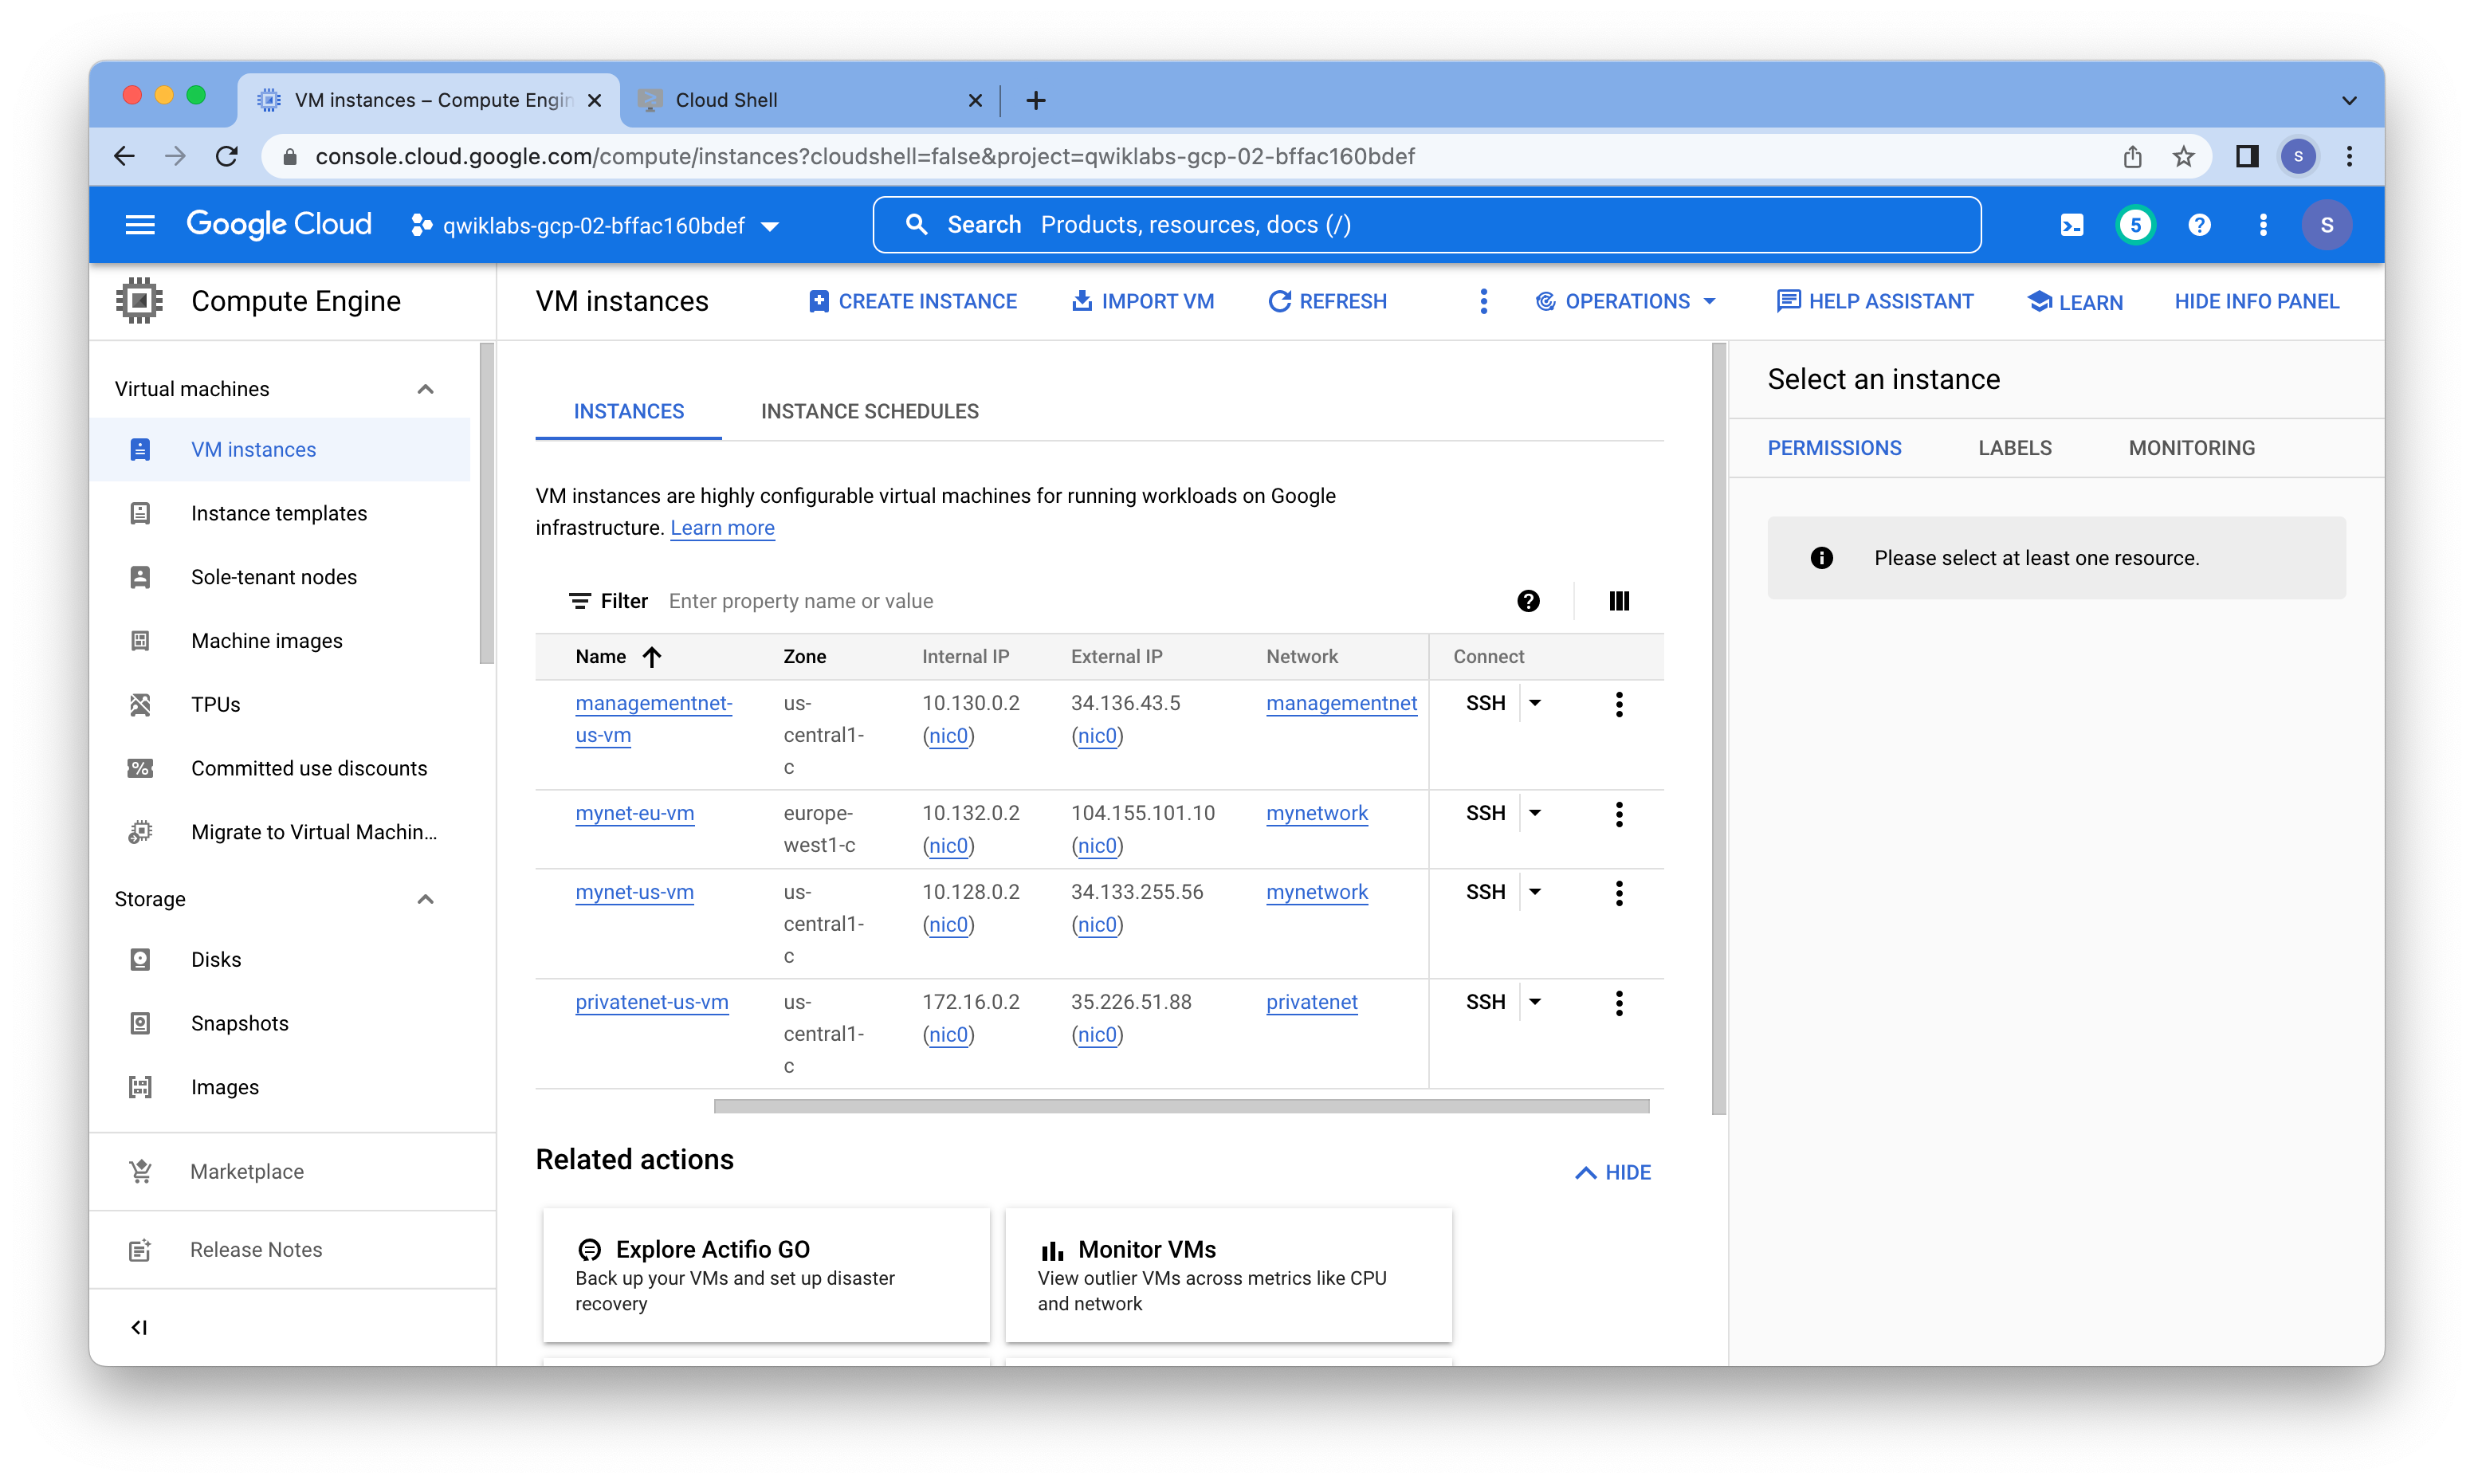 VM instances – Compute Engin
Cloud Shell
console.cloud.google.com/compute/instances?cloudshell=false&project=qwiklabs-gcp-02-bffac160bdef
S
Google Cloud
qwiklabs-gcp-02-bffac160bdef
Search Products, resources, docs (/)
5
S
Compute Engine
Virtual machines
VM instances
Instance templates
Sole-tenant nodes
Machine images
TPUs
Committed use discounts
Migrate to Virtual Machin...
Storage
Disks
Snapshots
Images
Marketplace
Release Notes
VM instances
CREATE INSTANCE
IMPORT VM
REFRESH
OPERATIONS
HELP ASSISTANT
LEARN
HIDE INFO PANEL
INSTANCES
INSTANCE SCHEDULES
VM instances are highly configurable virtual machines for running workloads on Google
infrastructure. Learn more
Filter Enter property name or value
Name Zone Internal IP External IP Network Connect
managementnet- us- 10.130.0.2 34.136.43.5 managementnet SSH
us-vm central1- (nic0) (nic0)
c
mynet-eu-vm europe- 10.132.0.2 104.155.101.10 mynetwork SSH
west1-c (nic0) (nic0)
mynet-us-vm us- 10.128.0.2 34.133.255.56 mynetwork SSH
central1- (nic0) (nic0)
c
privatenet-us-vm us- 172.16.0.2 35.226.51.88 privatenet SSH
central1- (nic0) (nic0)
c
Related actions
HIDE
Explore Actifio GO
Back up your VMs and set up disaster
recovery
Monitor VMs
View outlier VMs across metrics like CPU
and network
Select an instance
PERMISSIONS
LABELS
MONITORING
Please select at least one resource.